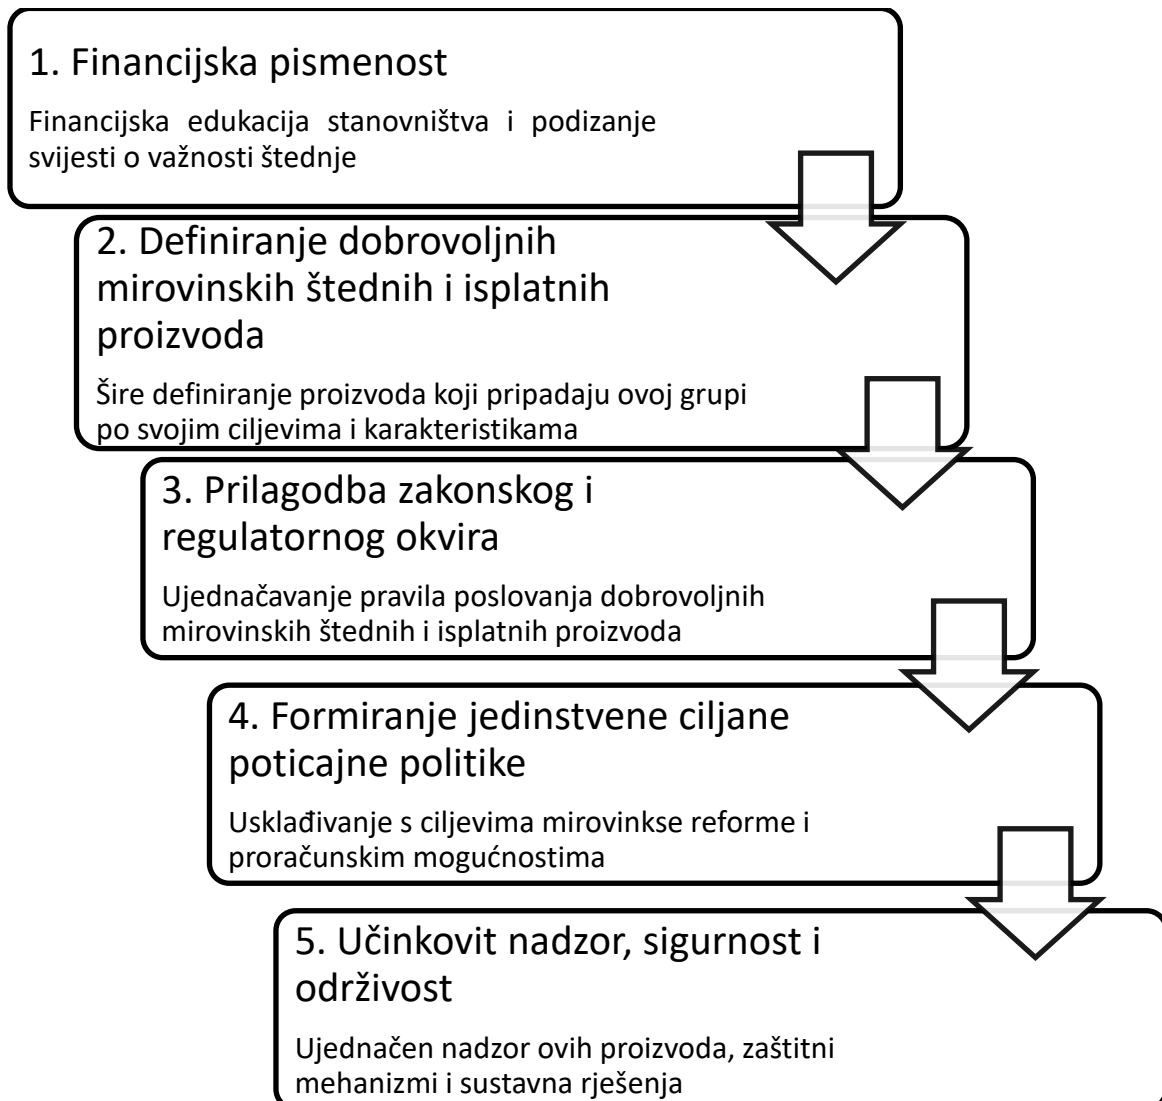 1. Financijska pismenost
Financijska edukacija stanovništva i podizanje
svijesti o važnosti štednje
2. Definiranje dobrovoljnih
mirovinskih štednih i isplatnih
proizvoda
Šire definiranje proizvoda koji pripadaju ovoj grupi
po svojim ciljevima i karakteristikama
3. Prilagodba zakonskog i
regulatornog okvira
Ujednačavanje pravila poslovanja dobrovoljnih
mirovinskih štednih i isplatnih proizvoda
4. Formiranje jedinstvene ciljane
poticajne politike
Usklađivanje s ciljevima mirovinkse reforme i
proračunskim mogućnostima
5. Učinkovit nadzor, sigurnost i
održivost
Ujednačen nadzor ovih proizvoda, zaštitni
mehanizmi i sustavna rješenja